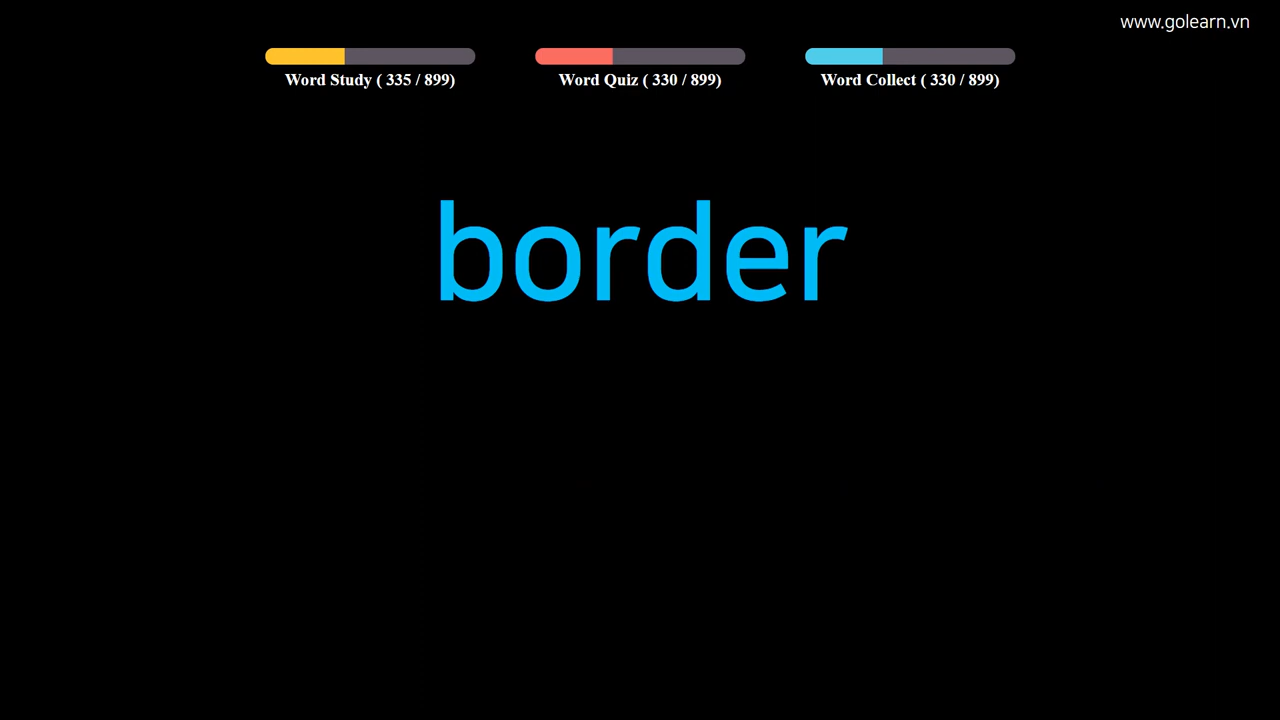 www.golearn.vn
Word Study ( 335 / 899)
Word Quiz ( 330 / 899)
Word Collect ( 330 / 899)
border